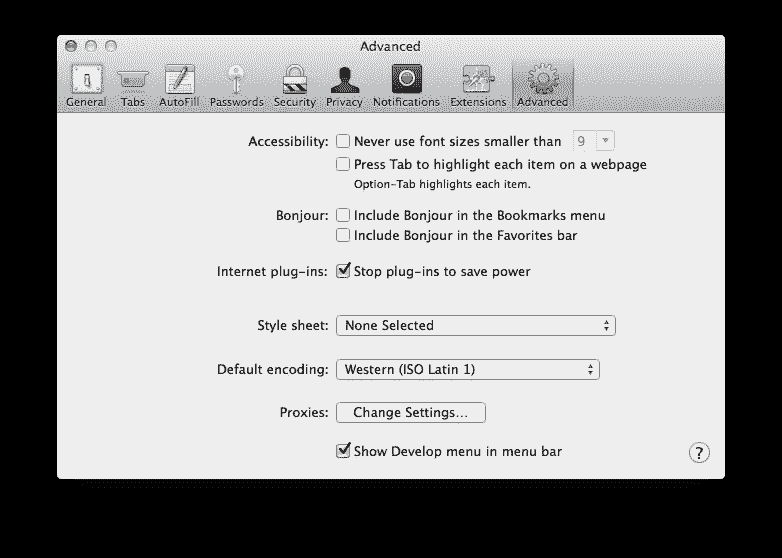 Advanced
General Tabs AutoFill Passwords Security Privacy Notifications Extensions Advanced
Accessibility: Never use font sizes smaller than 9
Press Tab to highlight each item on a webpage
Option-Tab highlights each item.
Bonjour: Include Bonjour in the Bookmarks menu
Include Bonjour in the Favorites bar
Internet plug-ins: Stop plug-ins to save power
Style sheet: None Selected
Default encoding: Western (ISO Latin 1)
Proxies: Change Settings...
Show Develop menu in menu bar ?